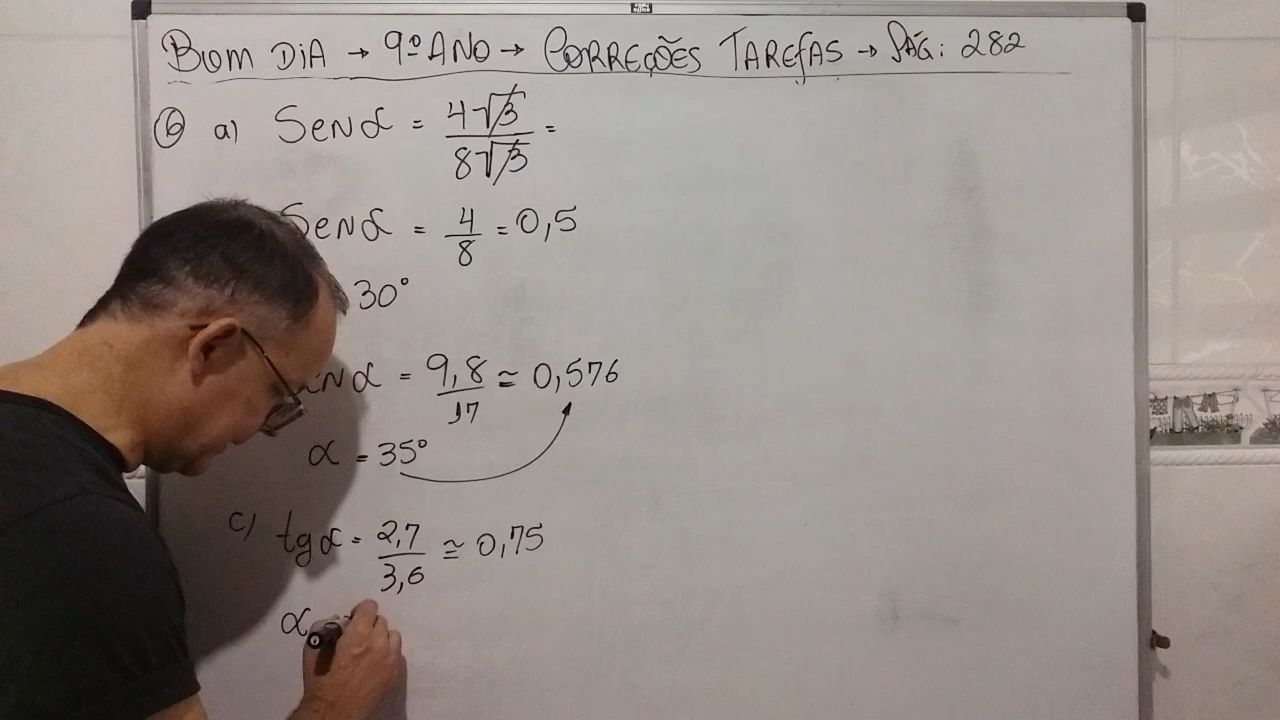 BOM DIA → 9º ANO → CORREÇÕES TAREFAS → PÁG: 282
6 a) Sen α = 4√3 / 8√3 =
Sen α = 4/8 = 0,5
30°
n α = 9,8/17 ≅ 0,576
α = 35°
c) tg α = 2,7/3,6 ≅ 0,75
α